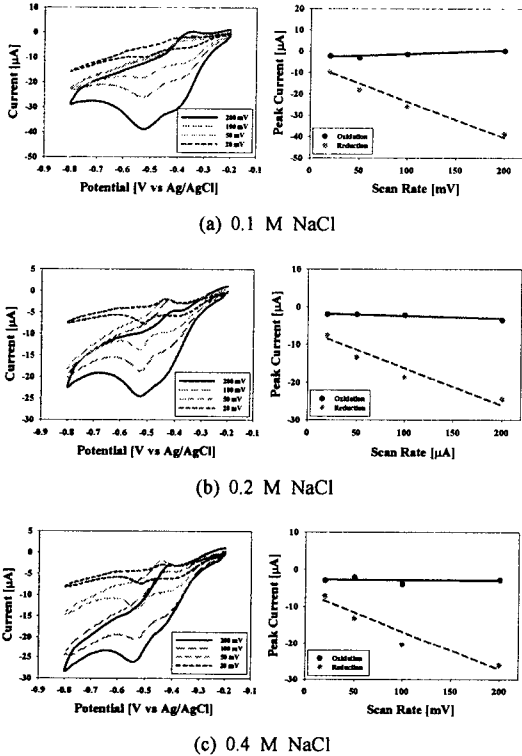 10
0
-10
-20
-30
-40
-50
Current [μA]
200 mV
100 mV
50 mV
20 mV
-0.9 -0.8 -0.7 -0.6 -0.5 -0.4 -0.3 -0.2 -0.1
Potential [V vs Ag/AgCl]
10
0
-10
-20
-30
-40
-50
Peak Current [μA]
Oxidation
Reduction
0 50 100 150 200
Scan Rate [mV]
(a) 0.1 M NaCl
5
0
-5
-10
-15
-20
-25
-30
Current [μA]
200 mV
100 mV
50 mV
20 mV
-0.9 -0.8 -0.7 -0.6 -0.5 -0.4 -0.3 -0.2 -0.1
Potential [V vs Ag/AgCl]
10
0
-10
-20
-30
Peak Current [μA]
Oxidation
Reduction
0 50 100 150 200
Scan Rate [μA]
(b) 0.2 M NaCl
5
0
-5
-10
-15
-20
-25
-30
Current [μA]
200 mV
100 mV
50 mV
20 mV
-0.9 -0.8 -0.7 -0.6 -0.5 -0.4 -0.3 -0.2 -0.1
Potential [V vs Ag/AgCl]
10
0
-10
-20
-30
Peak Current [μA]
Oxidation
Reduction
0 50 100 150 200
Scan Rate [mV]
(c) 0.4 M NaCl